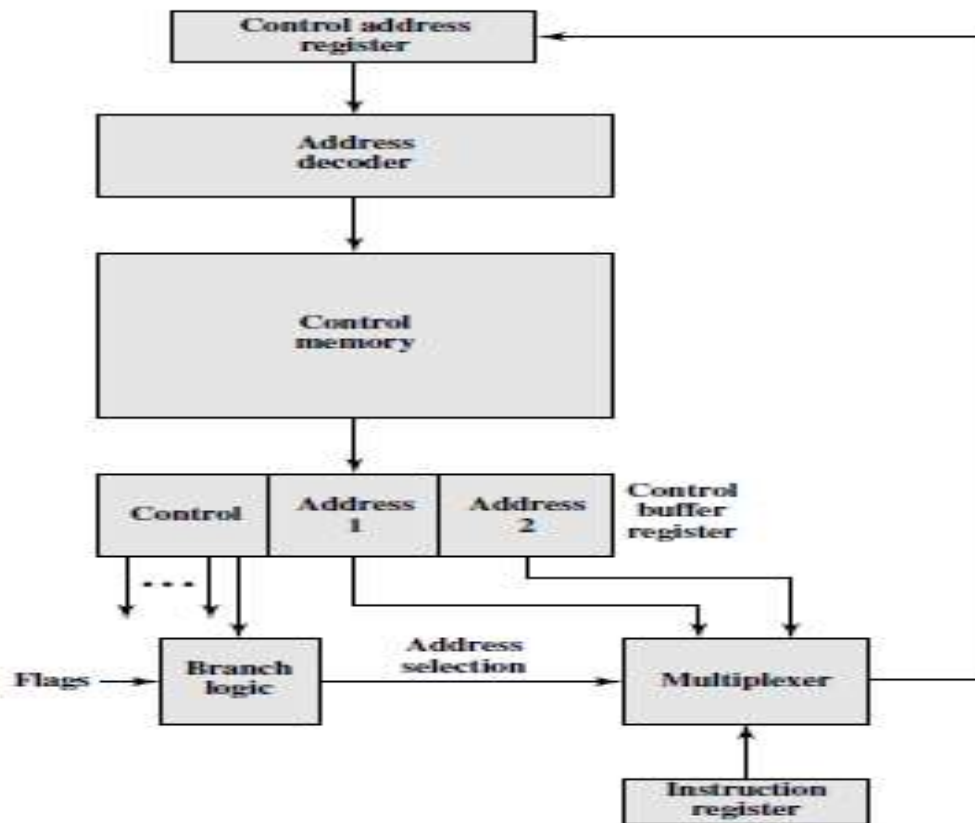 Control address
register
Address
decoder
Control
memory
Control
Address
1
Address
2
Control
buffer
register
Flags
Branch
logic
Address
selection
Multiplexer
Instruction
register